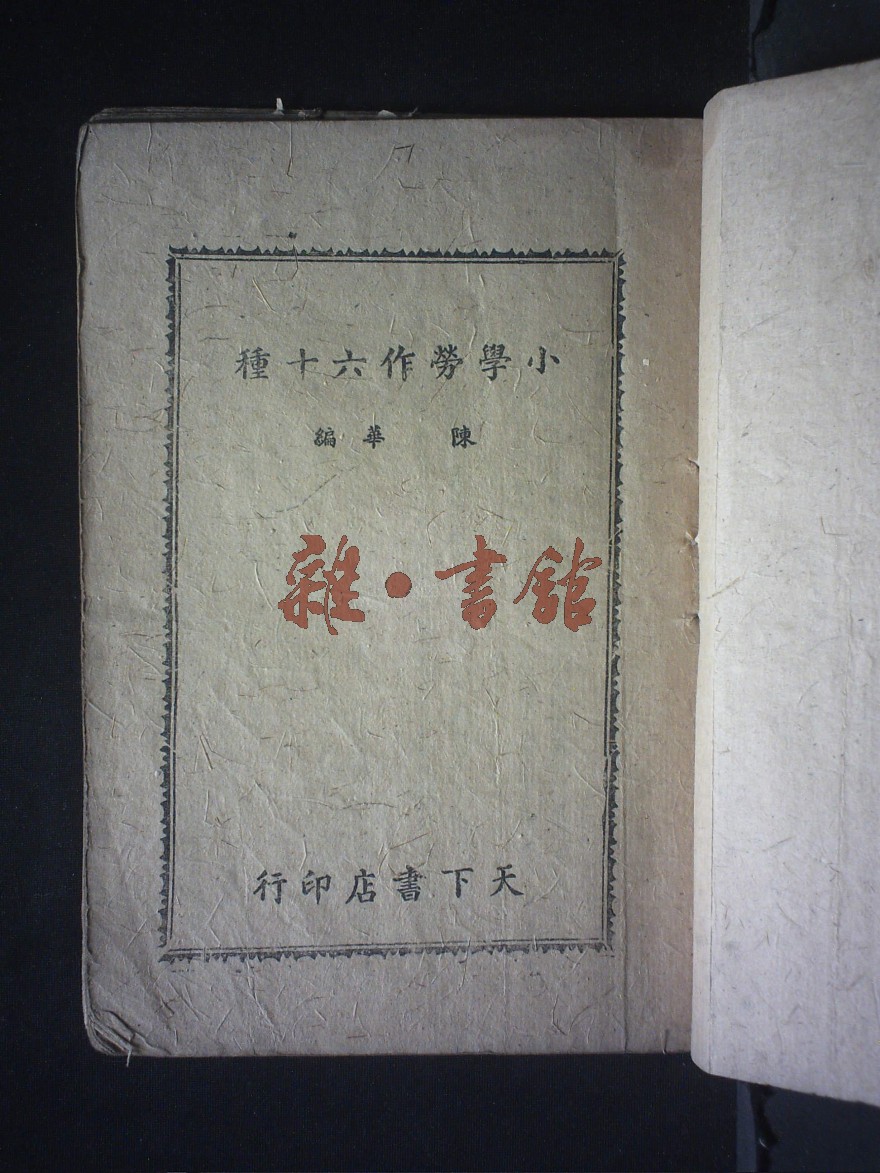 小學勞作六十種
陳華編
雜·書館
天下書店印行